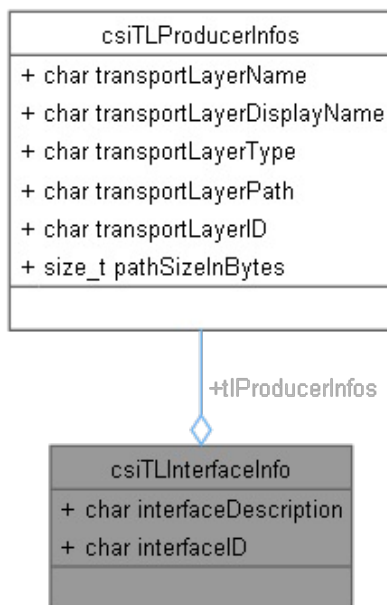 csiTLProducerInfos
+ char transportLayerName
+ char transportLayerDisplayName
+ char transportLayerType
+ char transportLayerPath
+ char transportLayerID
+ size_t pathSizeInBytes
+tlProducerInfos
csiTLInterfaceInfo
+ char interfaceDescription
+ char interfaceID